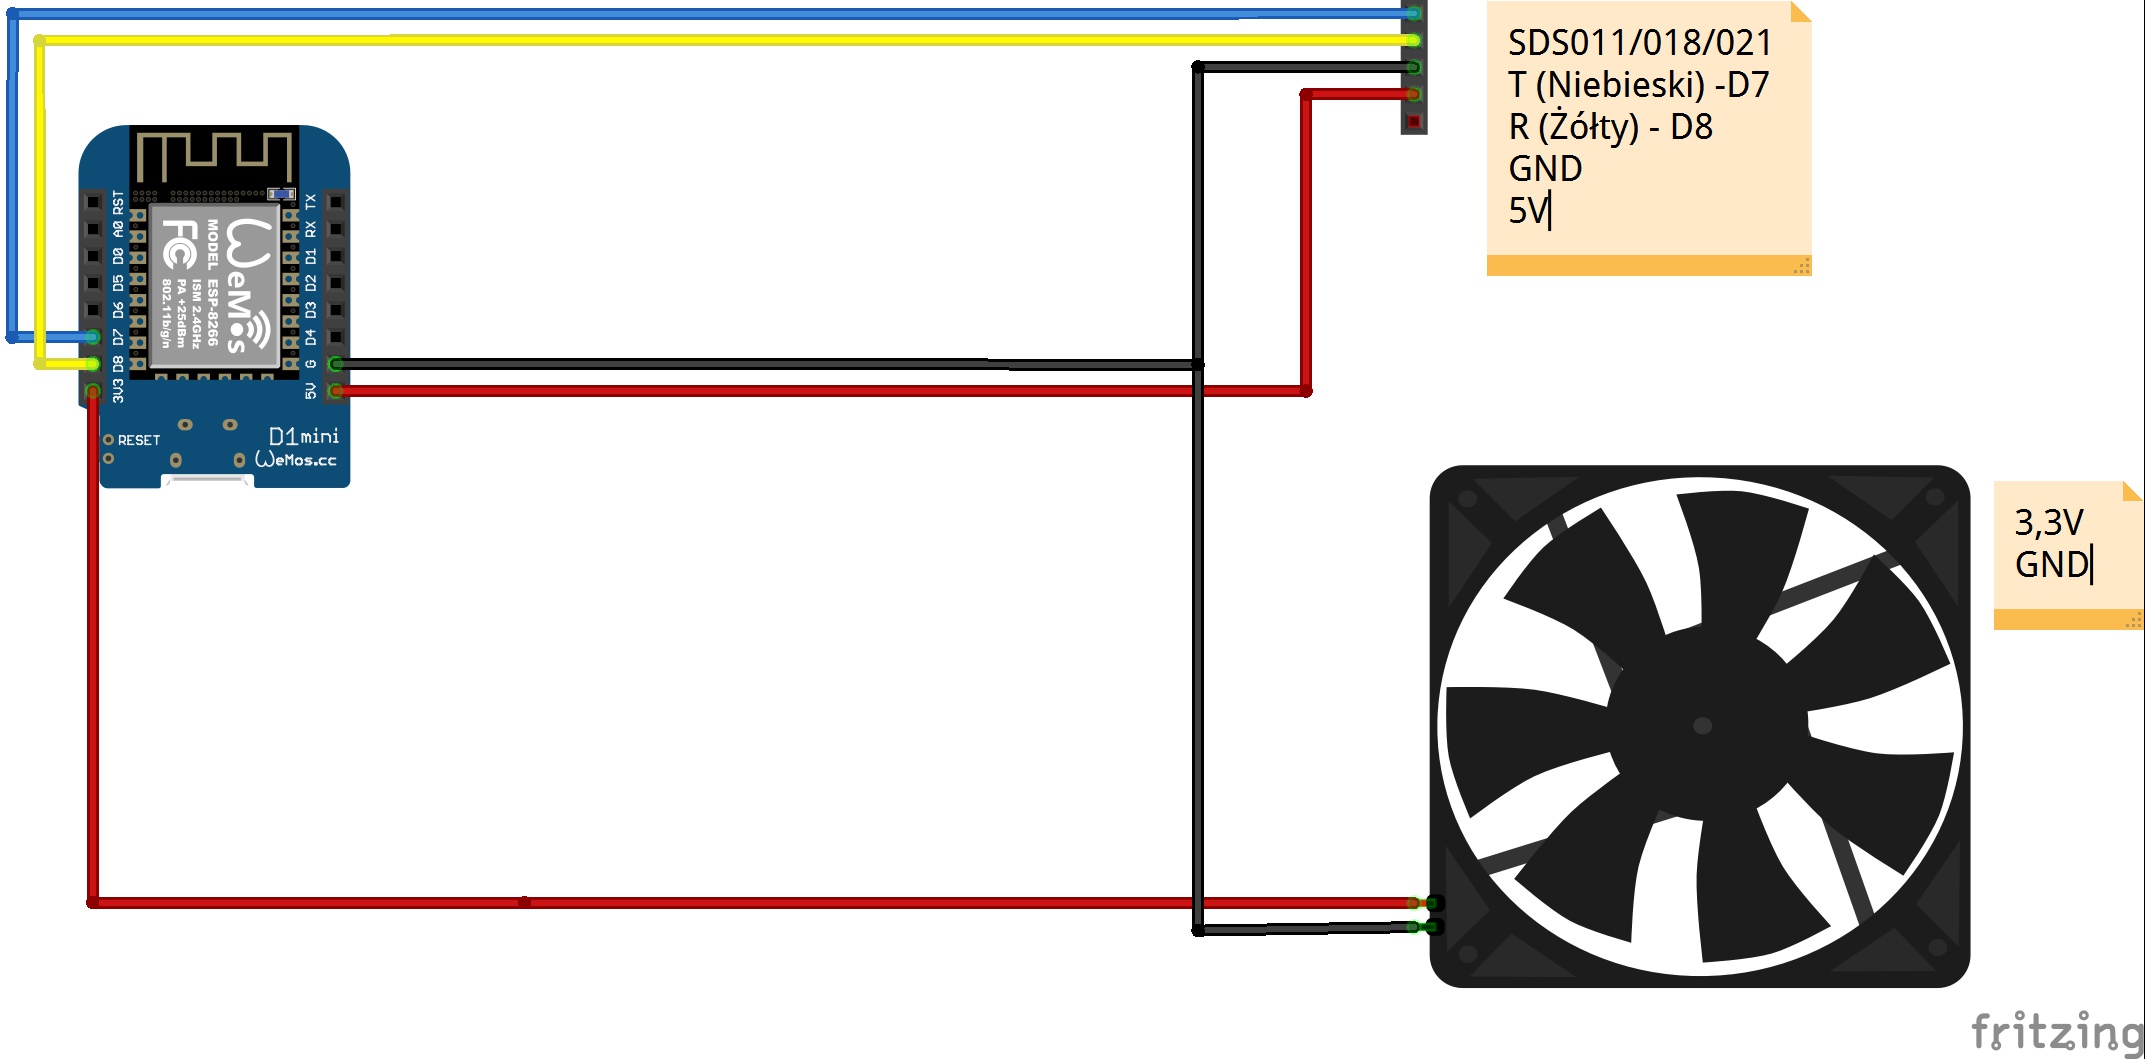 SDS011/018/021
T (Niebieski) -D7
R (Żółty) - D8
GND
5V
RST
A0
D0
D5
D6
D7
D8
3V3
TX
RX
D1
D2
D3
D4
G
5V
WeMos
MODEL ESP-8266
ISM 2.4GHz
PA +25dBm
802.11b/g/n
FC
RESET
D1 mini
WeMos.cc
3,3V
GND
fritzing